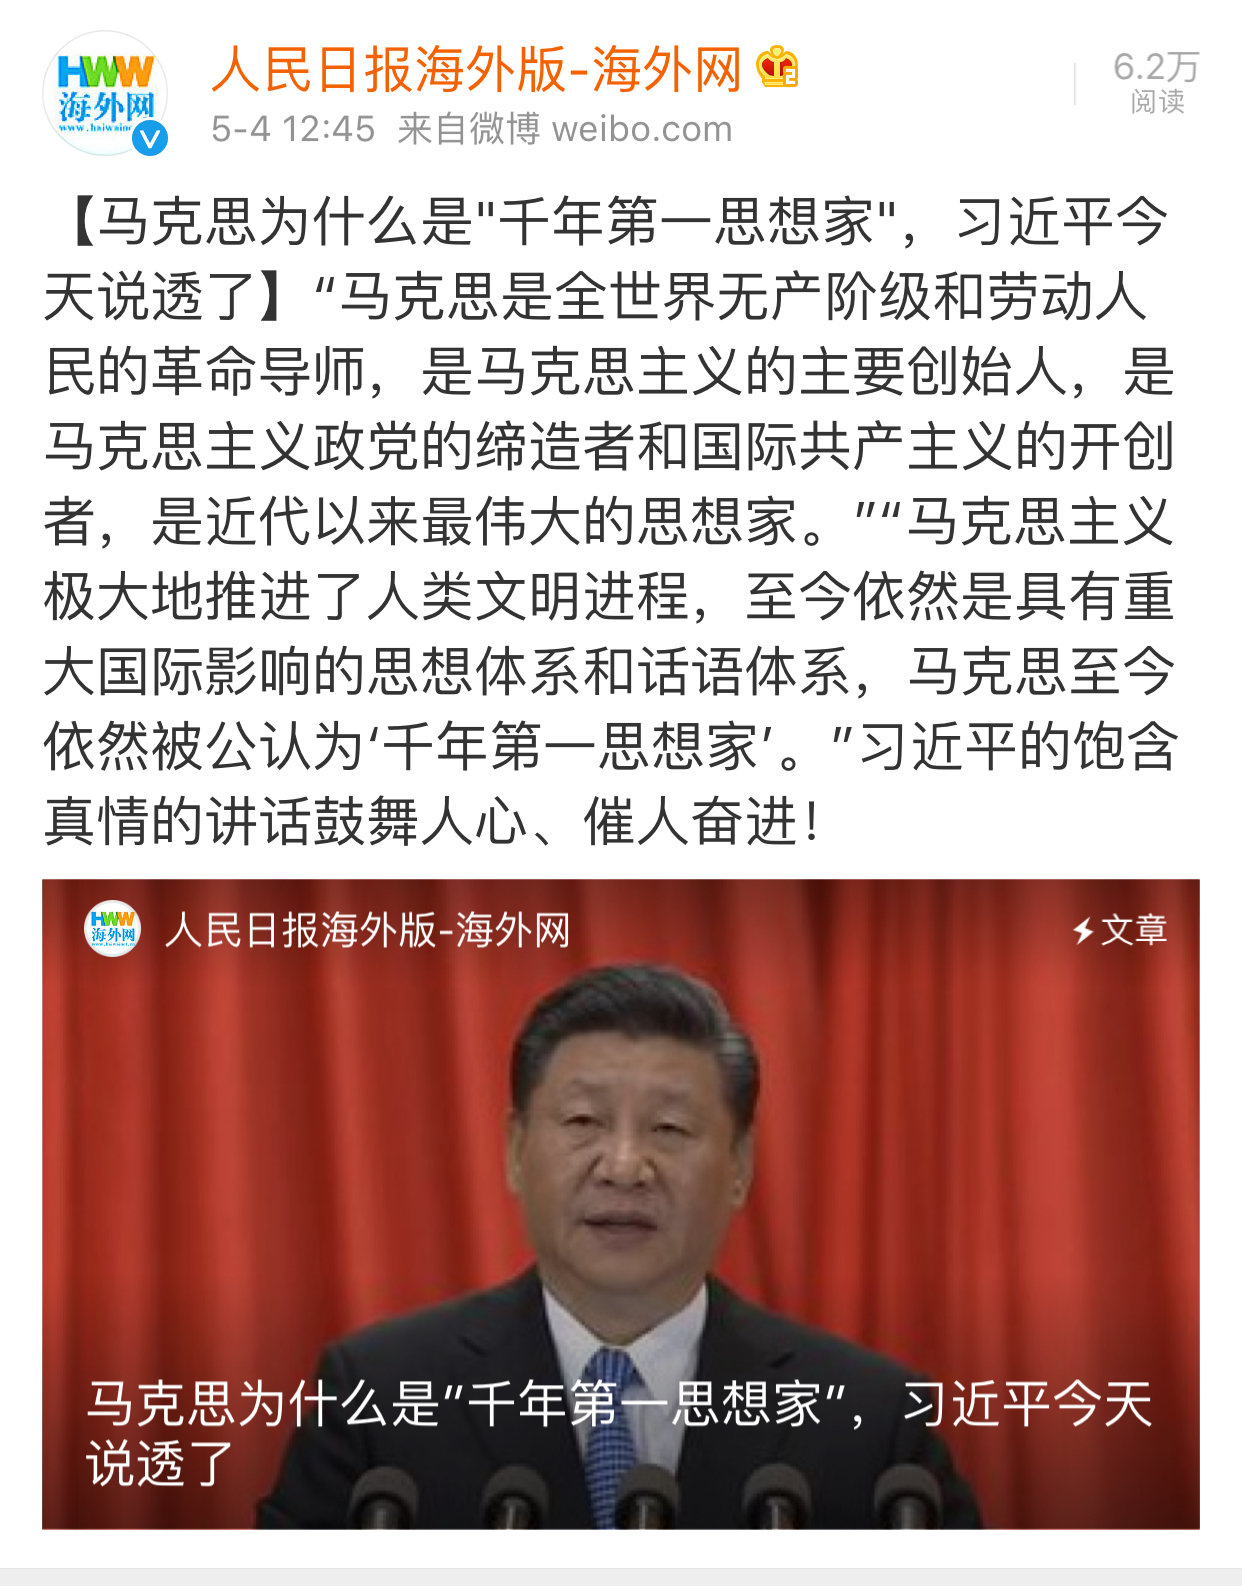 HWW
海外网
人民日报海外版-海外网
6.2万
阅读
5-4 12:45 来自微博 weibo.com
【马克思为什么是"千年第一思想家"，习近平今
天说透了】“马克思是全世界无产阶级和劳动人
民的革命导师，是马克思主义的主要创始人，是
马克思主义政党的缔造者和国际共产主义的开创
者，是近代以来最伟大的思想家。”“马克思主义
极大地推进了人类文明进程，至今依然是具有重
大国际影响的思想体系和话语体系，马克思至今
依然被公认为‘千年第一思想家’。”习近平的饱含
真情的讲话鼓舞人心、催人奋进！
HWW
海外网
人民日报海外版-海外网
文章
马克思为什么是”千年第一思想家”，习近平今天
说透了